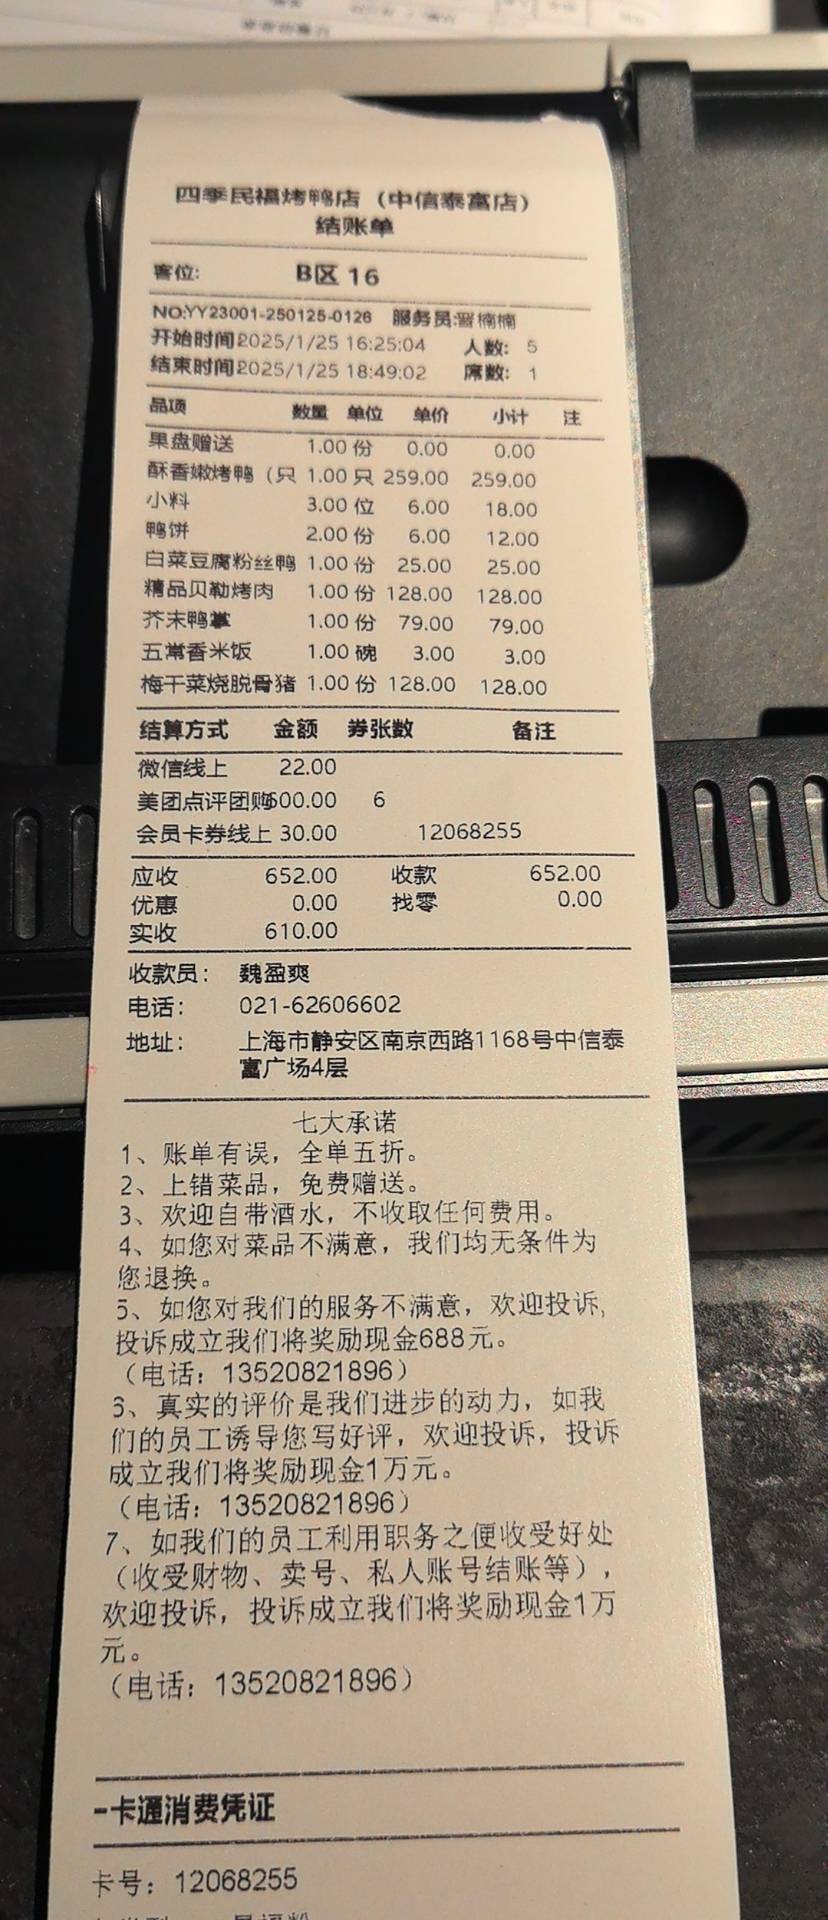 四季民福烤鸭店（中信泰富店）
结账单
客位: B区 16
NO:YY23001-250125-0126 服务员:晋楠楠
开始时间2025/1/25 16:25:04 人数: 5
结束时间2025/1/25 18:49:02 席数: 1
品项 数量 单位 单价 小计 注
果盘赠送 1.00 份 0.00 0.00
酥香嫩烤鸭（只 1.00 只 259.00 259.00
小料 3.00 位 6.00 18.00
鸭饼 2.00 份 6.00 12.00
白菜豆腐粉丝鸭 1.00 份 25.00 25.00
精品贝勒烤肉 1.00 份 128.00 128.00
芥末鸭掌 1.00 份 79.00 79.00
五常香米饭 1.00 碗 3.00 3.00
梅干菜烧脱骨猪 1.00 份 128.00 128.00
结算方式 金额 券张数 备注
微信线上 22.00
美团点评团购600.00 6
会员卡券线上 30.00 12068255
应收 652.00 收款 652.00
优惠 0.00 找零 0.00
实收 610.00
收款员: 魏盈爽
电话: 021-62606602
地址: 上海市静安区南京西路1168号中信泰
富广场4层
七大承诺
1、账单有误，全单五折。
2、上错菜品，免费赠送。
3、欢迎自带酒水，不收取任何费用。
4、如您对菜品不满意，我们均无条件为
您退换。
5、如您对我们的服务不满意，欢迎投诉,
投诉成立我们将奖励现金688元。
（电话：13520821896）
6、真实的评价是我们进步的动力，如我
们的员工诱导您写好评，欢迎投诉，投诉
成立我们将奖励现金1万元。
（电话：13520821896）
7、如我们的员工利用职务之便收受好处
（收受财物、卖号、私人账号结账等），
欢迎投诉，投诉成立我们将奖励现金1万
元。
（电话：13520821896）
-卡通消费凭证
卡号：12068255